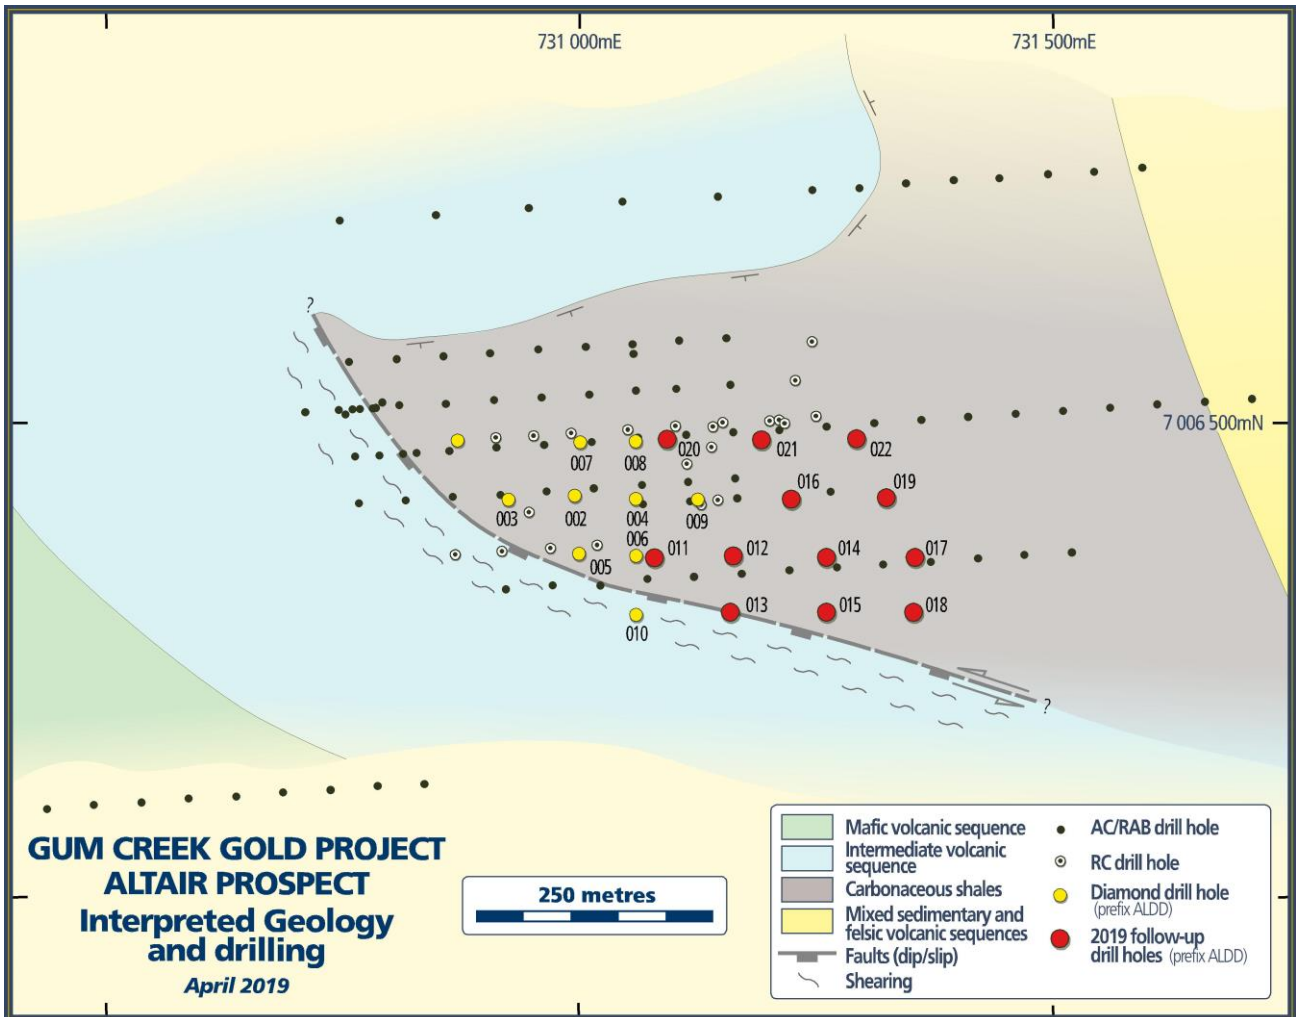 731 000mE
731 500mE
?
7 006 500mN
007
008
020
021
022
003
002
004
009
016
019
006
005
011
012
014
017
010
013
015
018
?
GUM CREEK GOLD PROJECT
ALTAIR PROSPECT
Interpreted Geology
and drilling
April 2019
250 metres
Mafic volcanic sequence
Intermediate volcanic
sequence
Carbonaceous shales
Mixed sedimentary and
felsic volcanic sequences
Faults (dip/slip)
Shearing
AC/RAB drill hole
RC drill hole
Diamond drill hole
(prefix ALDD)
2019 follow-up
drill holes (prefix ALDD)